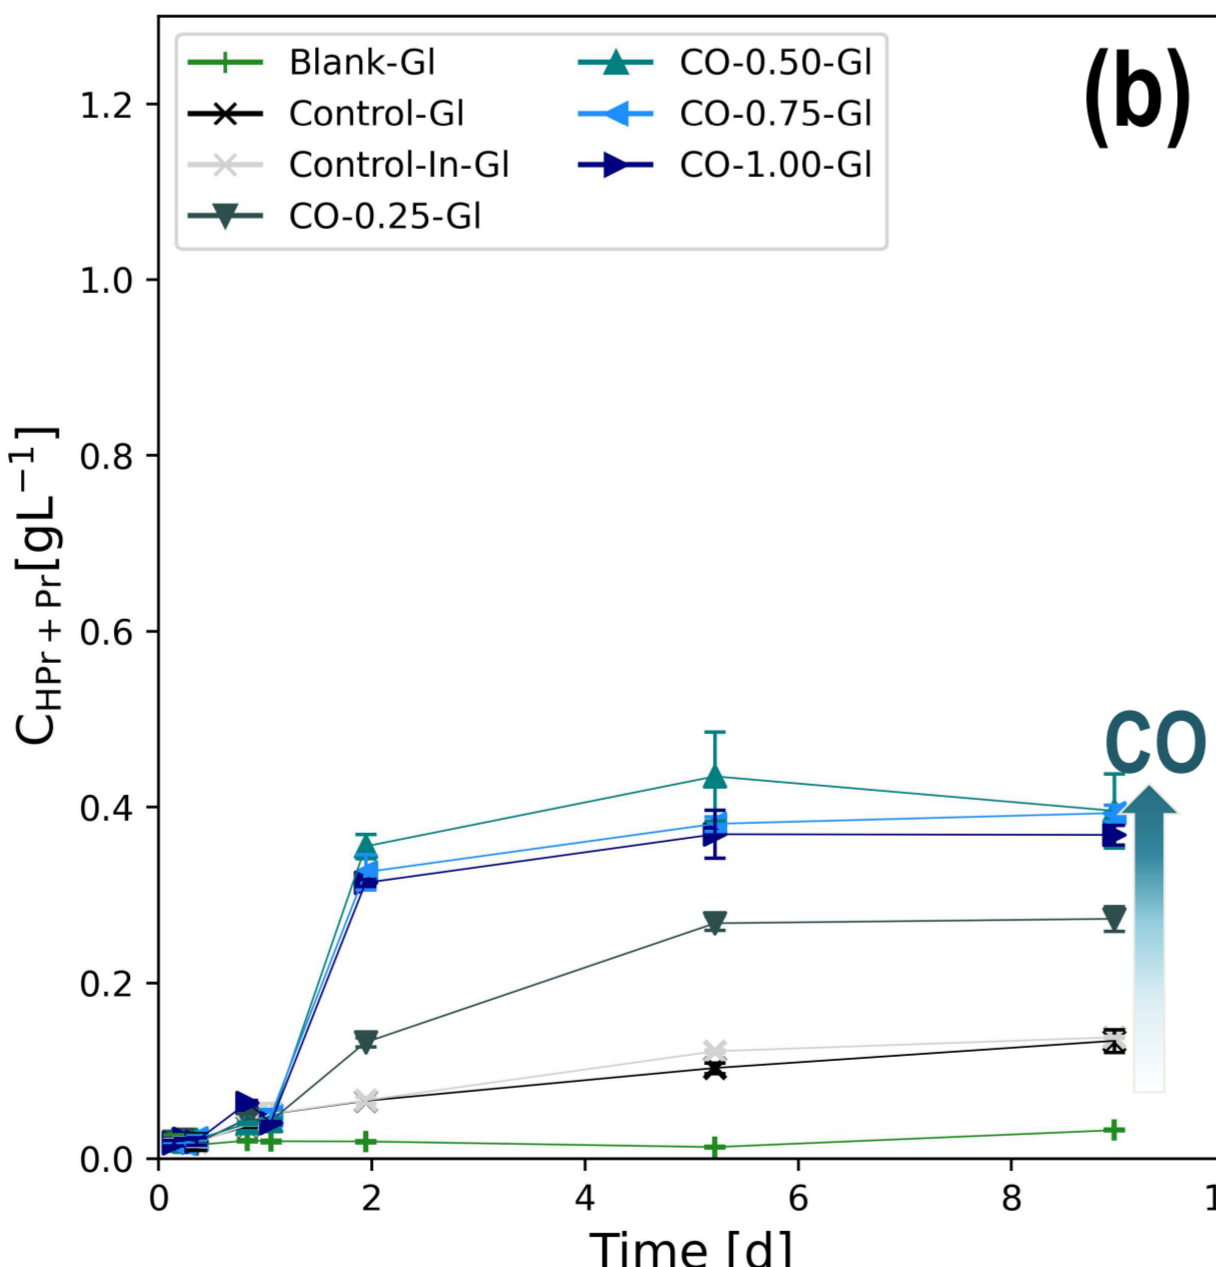 (b)
Blank-Gl
Control-Gl
Control-In-Gl
CO-0.25-Gl
CO-0.50-Gl
CO-0.75-Gl
CO-1.00-Gl
1.2
1.0
0.8
0.6
0.4
0.2
0.0
C_{HPr + Pr}[gL^{−1}]
CO
0 2 4 6 8
Time [d]